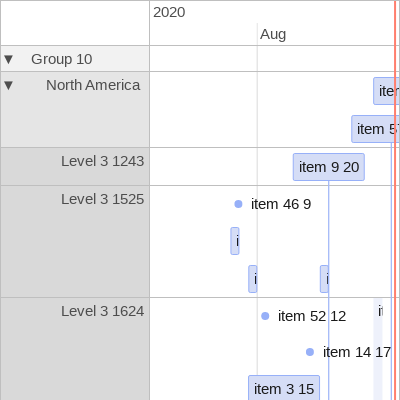 2020
Aug
▼ Group 10
▼ North America
item 5
Level 3 1243
item 9 20
Level 3 1525
item 46 9
i
i
i
Level 3 1624
item 52 12
item 14 17
item 3 15